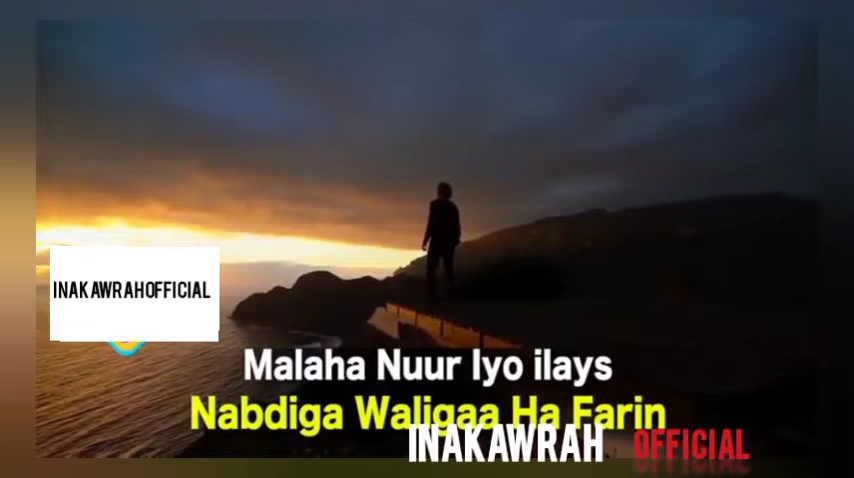 INAKAWRAHOFFICIAL
Malaha Nuur Iyo ilays
Nabdiga Waligaa Ha Farin
INAKAWRAH OFFICIAL